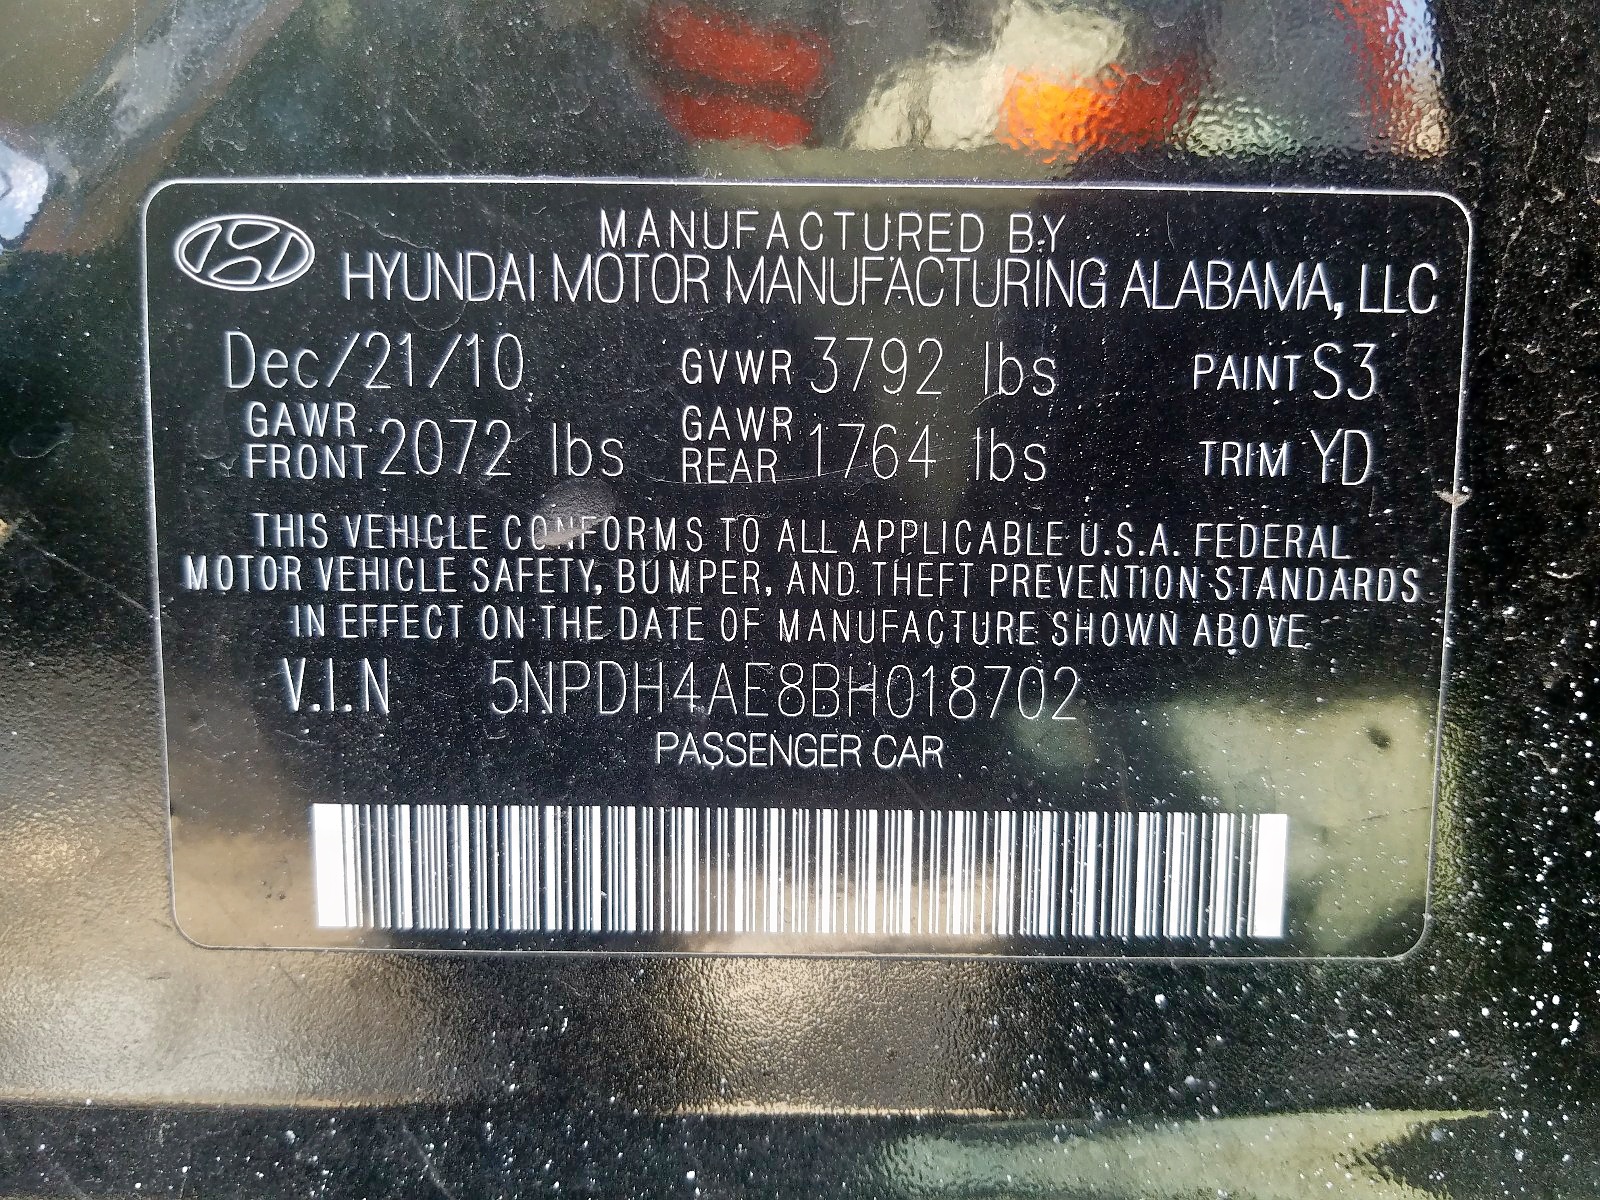 MANUFACTURED BY
HYUNDAI MOTOR MANUFACTURING ALABAMA, LLC
Dec/21/10 GVWR 3792 lbs PAINT S3
GAWR FRONT 2072 lbs GAWR REAR 1764 lbs TRIM YD
THIS VEHICLE CONFORMS TO ALL APPLICABLE U.S.A. FEDERAL
MOTOR VEHICLE SAFETY, BUMPER, AND THEFT PREVENTION STANDARDS
IN EFFECT ON THE DATE OF MANUFACTURE SHOWN ABOVE
V.I.N 5NPDH4AE8BH018702
PASSENGER CAR